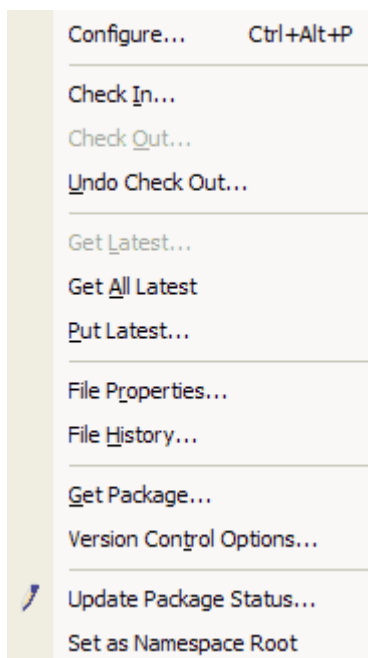 Configure... Ctrl+Alt+P
Check In...
Check Out...
Undo Check Out...
Get Latest...
Get All Latest
Put Latest...
File Properties...
File History...
Get Package...
Version Control Options...
Update Package Status...
Set as Namespace Root